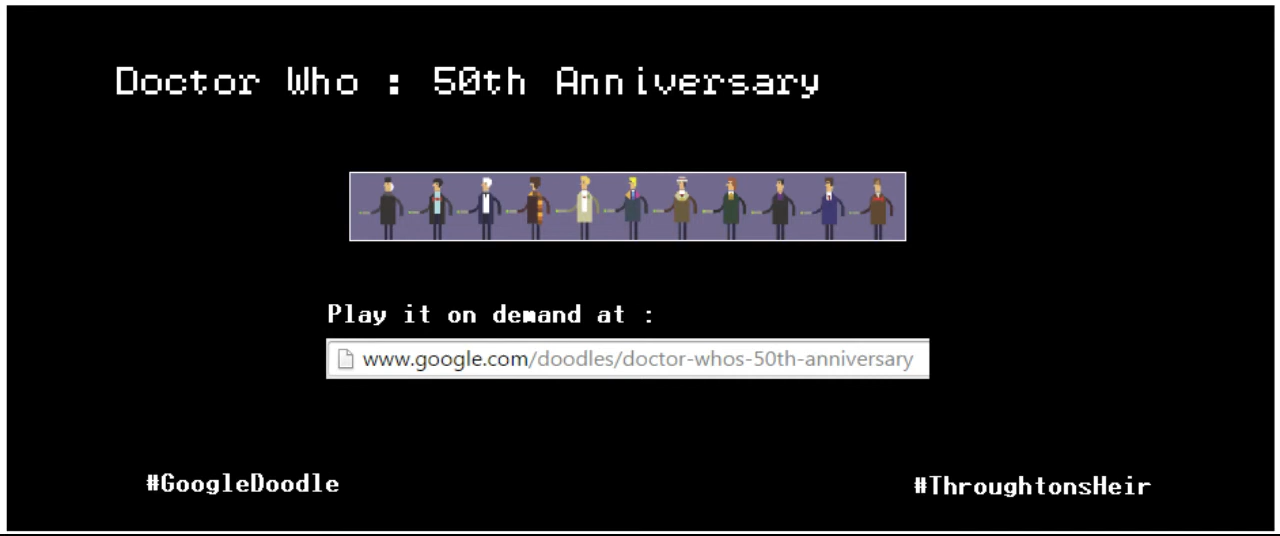 Doctor Who : 50th Anniversary
Play it on demand at :
www.google.com/doodles/doctor-whos-50th-anniversary
#GoogleDoodle
#ThroughtonsHeir